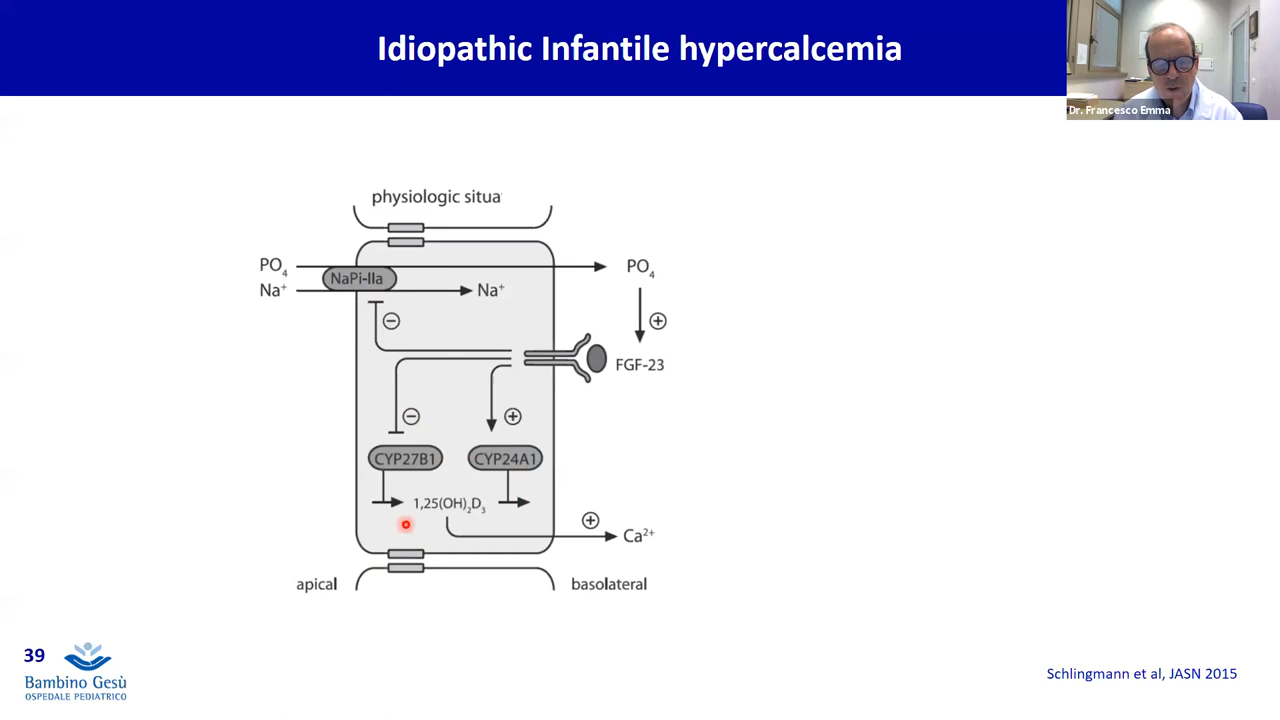 Idiopathic Infantile hypercalcemia
Dr. Francesco Emma
physiologic situa
PO4
NaPi-IIa
PO4
Na+
Na+
−
+
FGF-23
−
+
CYP27B1
CYP24A1
1,25(OH)2D3
+
Ca2+
apical
basolateral
39
Bambino Gesù
OSPEDALE PEDIATRICO
Schlingmann et al, JASN 2015